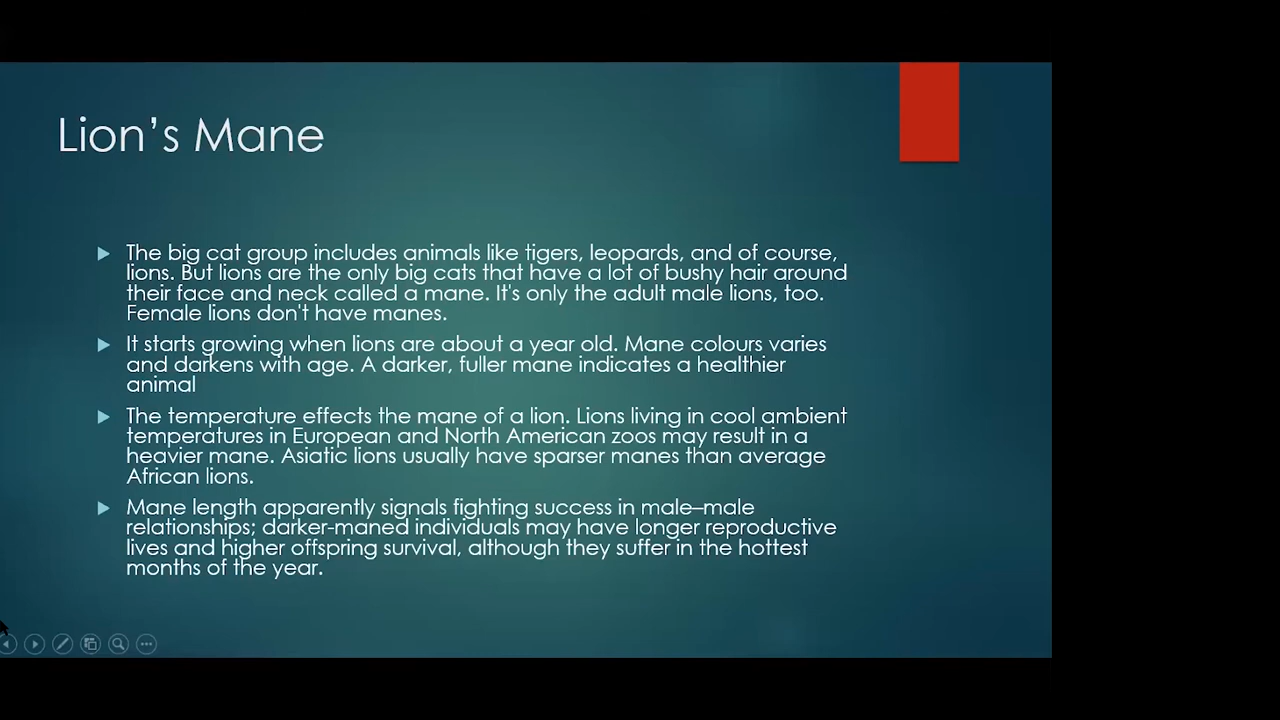 Lion’s Mane
The big cat group includes animals like tigers, leopards, and of course,
lions. But lions are the only big cats that have a lot of bushy hair around
their face and neck called a mane. It's only the adult male lions, too.
Female lions don't have manes.
It starts growing when lions are about a year old. Mane colours varies
and darkens with age. A darker, fuller mane indicates a healthier
animal
The temperature effects the mane of a lion. Lions living in cool ambient
temperatures in European and North American zoos may result in a
heavier mane. Asiatic lions usually have sparser manes than average
African lions.
Mane length apparently signals fighting success in male–male
relationships; darker-maned individuals may have longer reproductive
lives and higher offspring survival, although they suffer in the hottest
months of the year.